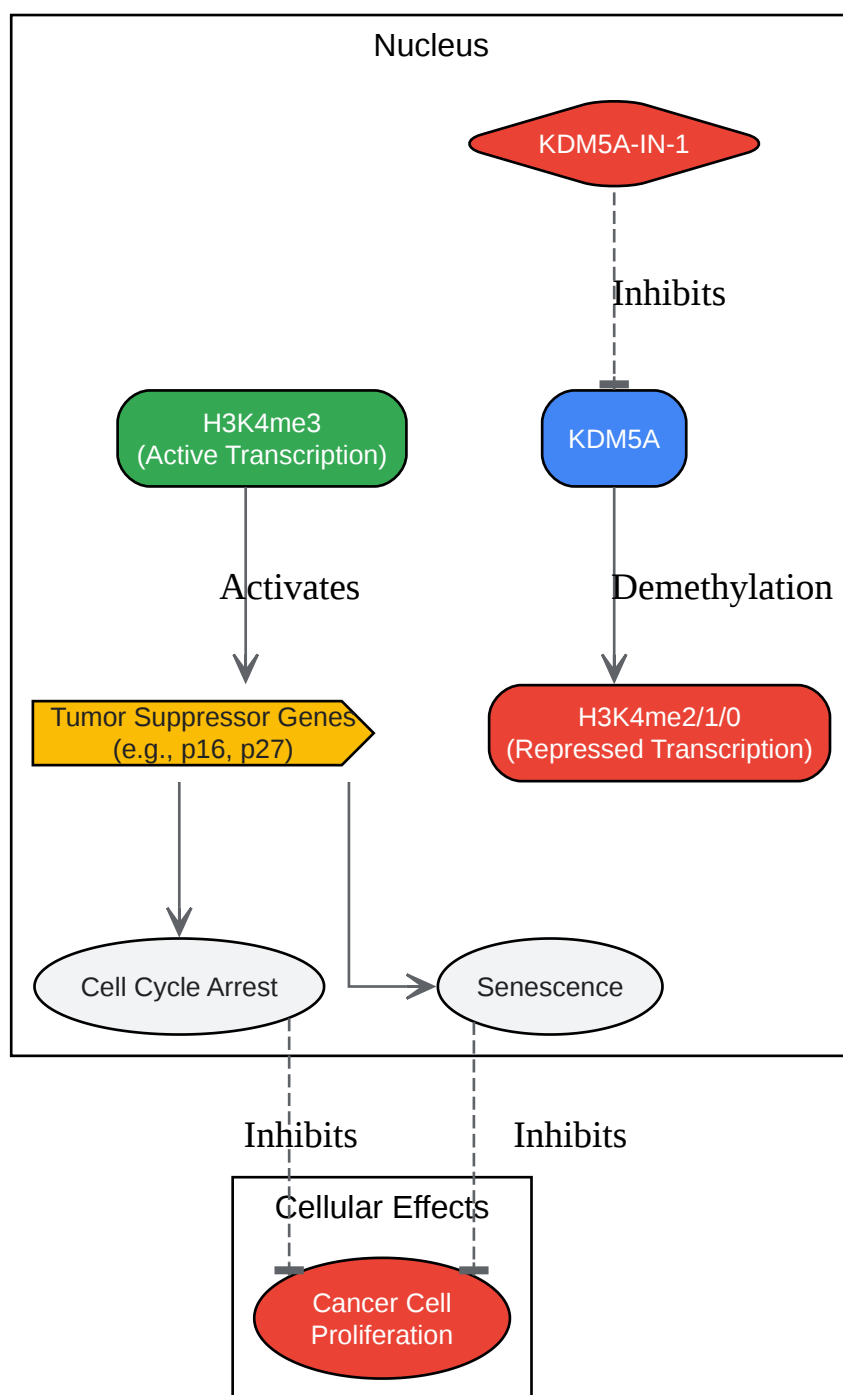 Nucleus
KDM5A-IN-1
Inhibits
H3K4me3
(Active Transcription)
KDM5A
Activates
Demethylation
Tumor Suppressor Genes
(e.g., p16, p27)
H3K4me2/1/0
(Repressed Transcription)
Cell Cycle Arrest
Senescence
Inhibits
Inhibits
Cellular Effects
Cancer Cell
Proliferation